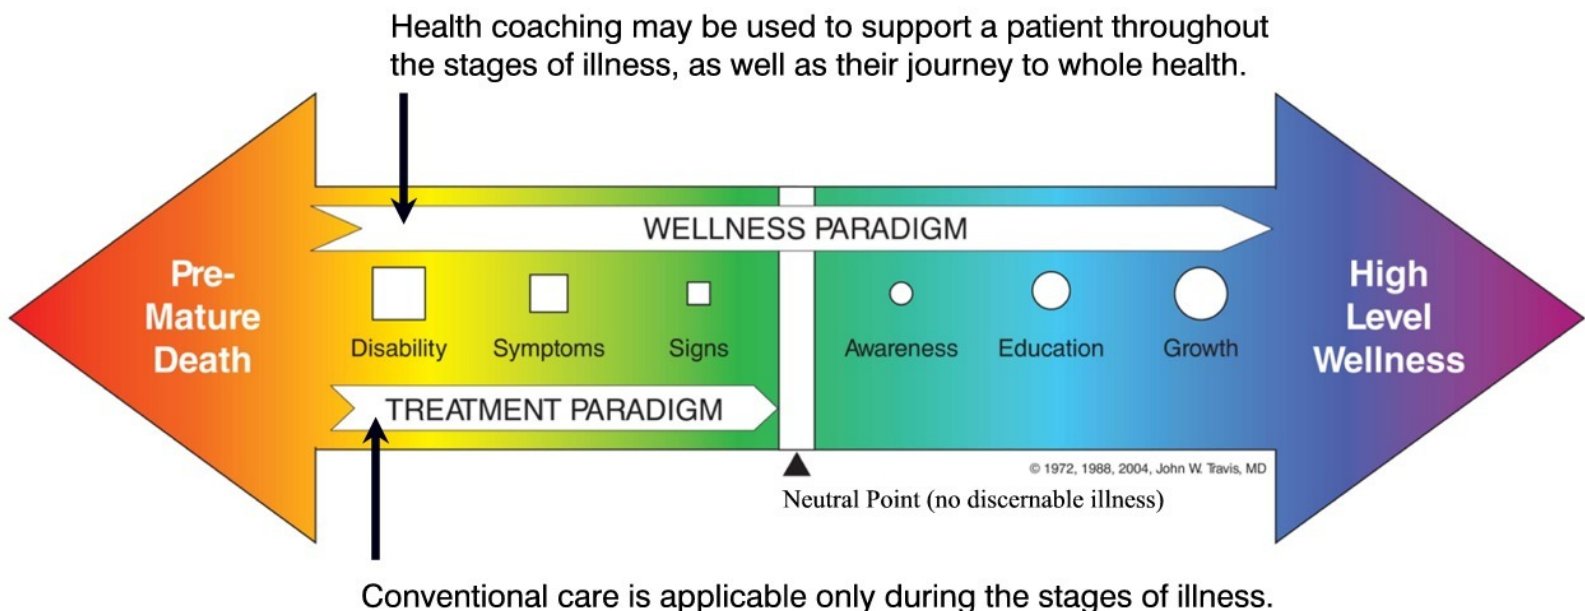 Health coaching may be used to support a patient throughout
the stages of illness, as well as their journey to whole health.
WELLNESS PARADIGM
Pre-
Mature
Death
Disability
Symptoms
Signs
Awareness
Education
Growth
High
Level
Wellness
TREATMENT PARADIGM
© 1972, 1988, 2004, John W. Travis, MD
Neutral Point (no discernable illness)
Conventional care is applicable only during the stages of illness.